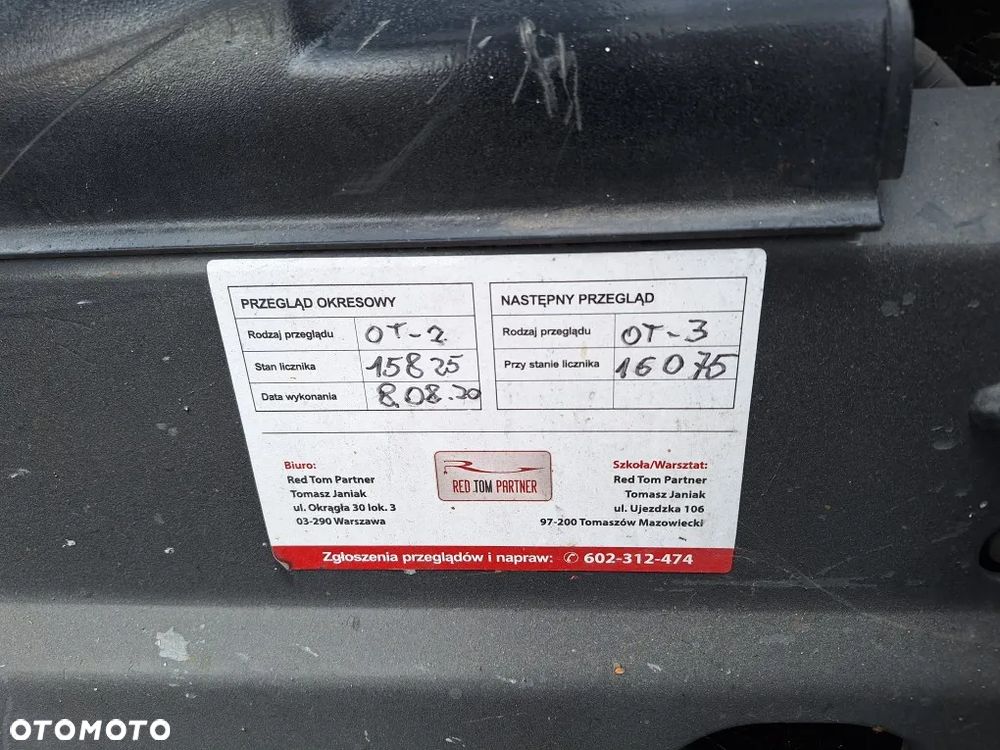 PRZEGLĄD OKRESOWY
Rodzaj przeglądu OT-2
Stan licznika 15825
Data wykonania 8.08.20
NASTĘPNY PRZEGLĄD
Rodzaj przeglądu OT-3
Przy stanie licznika 16075
Biuro:
Red Tom Partner
Tomasz Janiak
ul. Okrągła 30 lok. 3
03-290 Warszawa
RED TOM PARTNER
Szkoła/Warsztat:
Red Tom Partner
Tomasz Janiak
ul. Ujezdzka 106
97-200 Tomaszów Mazowiecki
Zgłoszenia przeglądów i napraw: ✆ 602-312-474
OTOMOTO